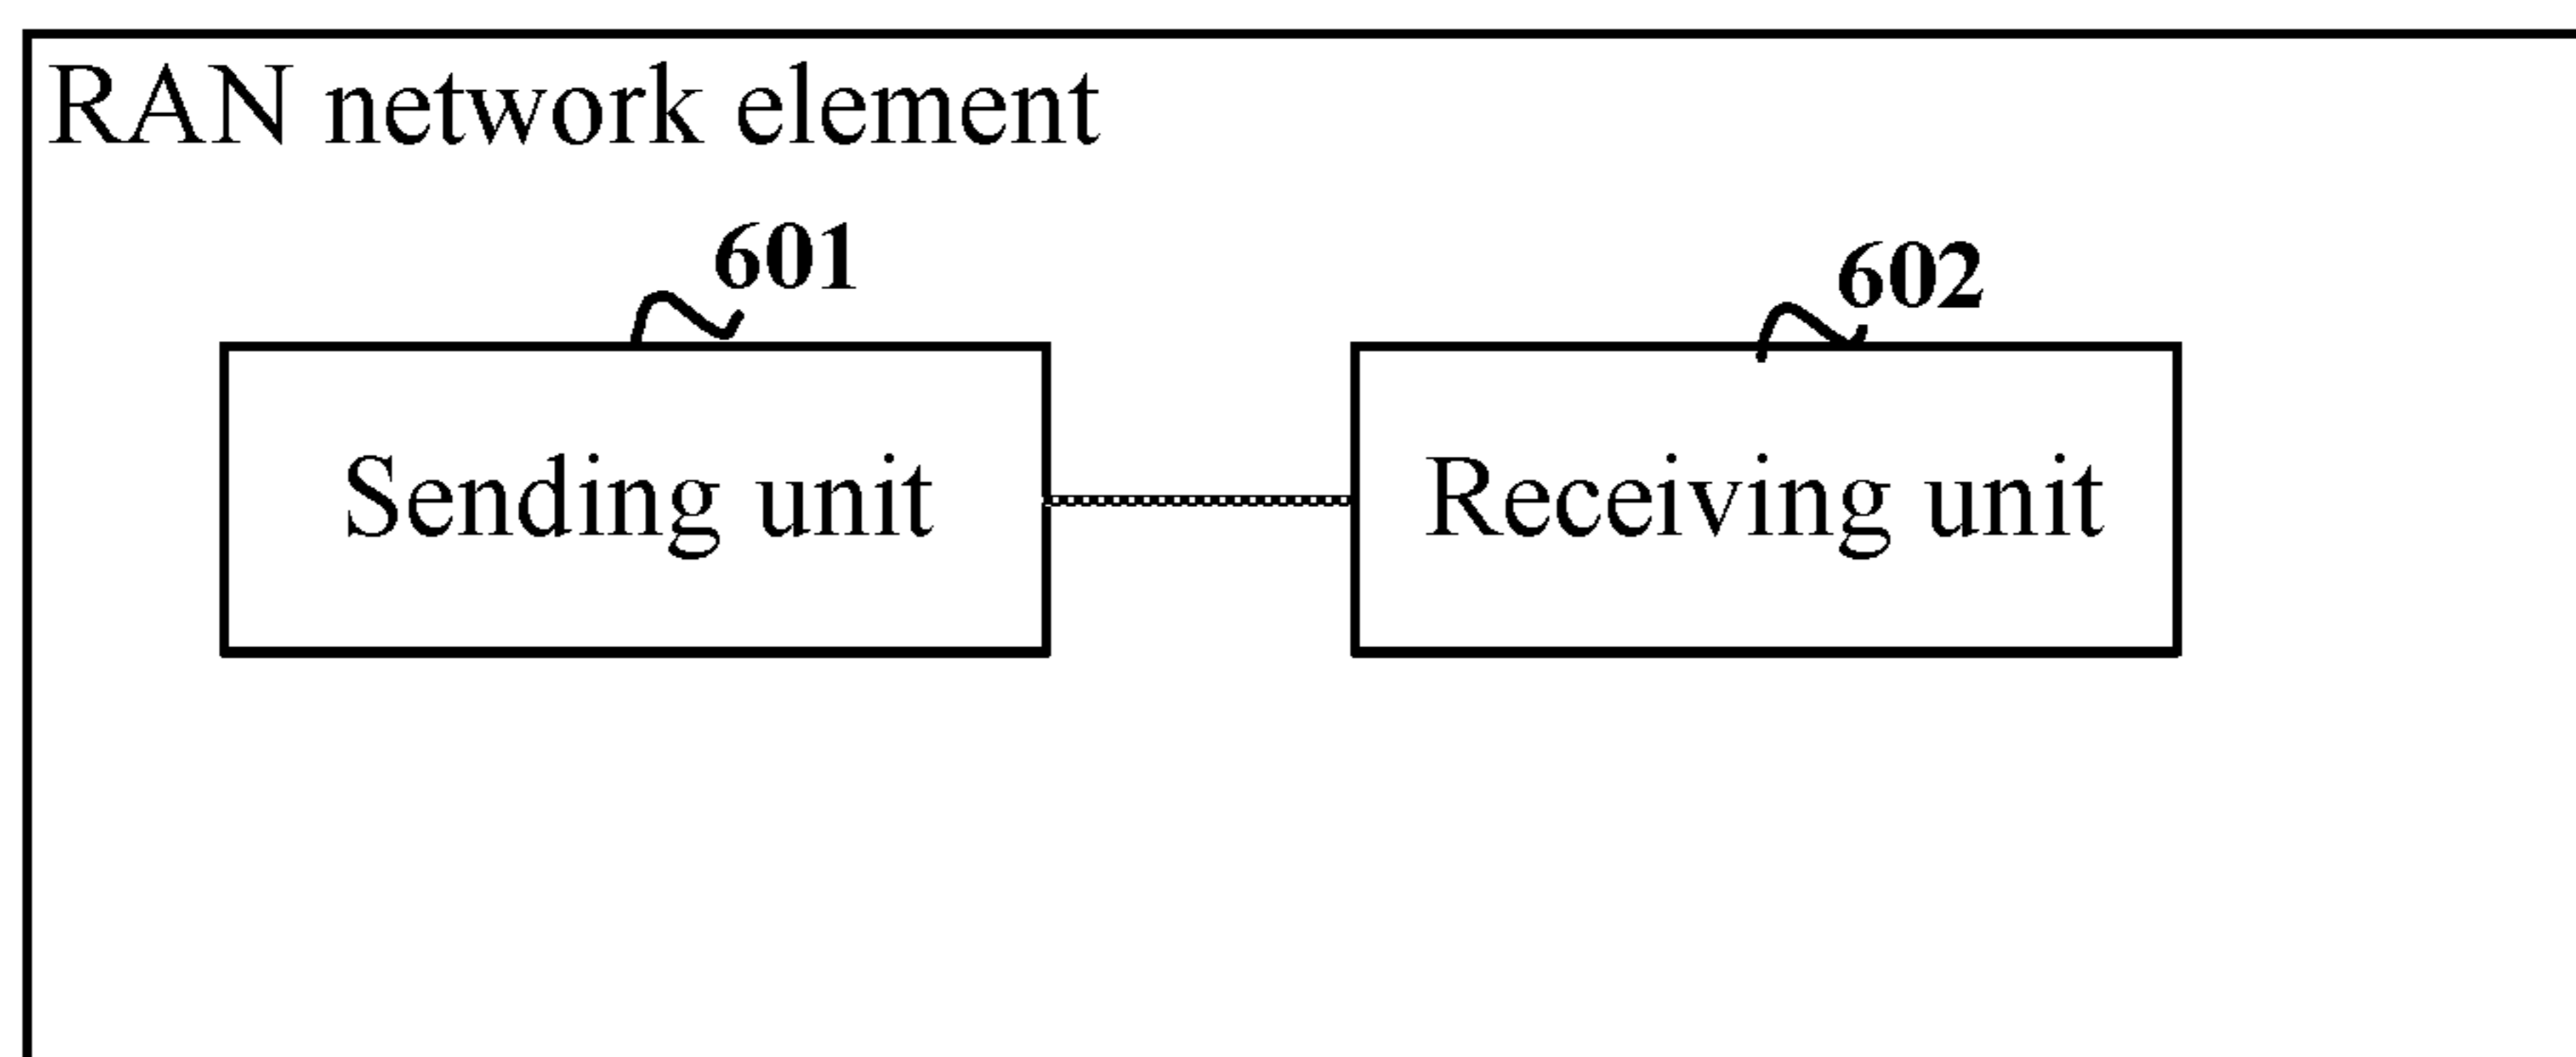 RAN network element
601
602
Sending unit
Receiving unit